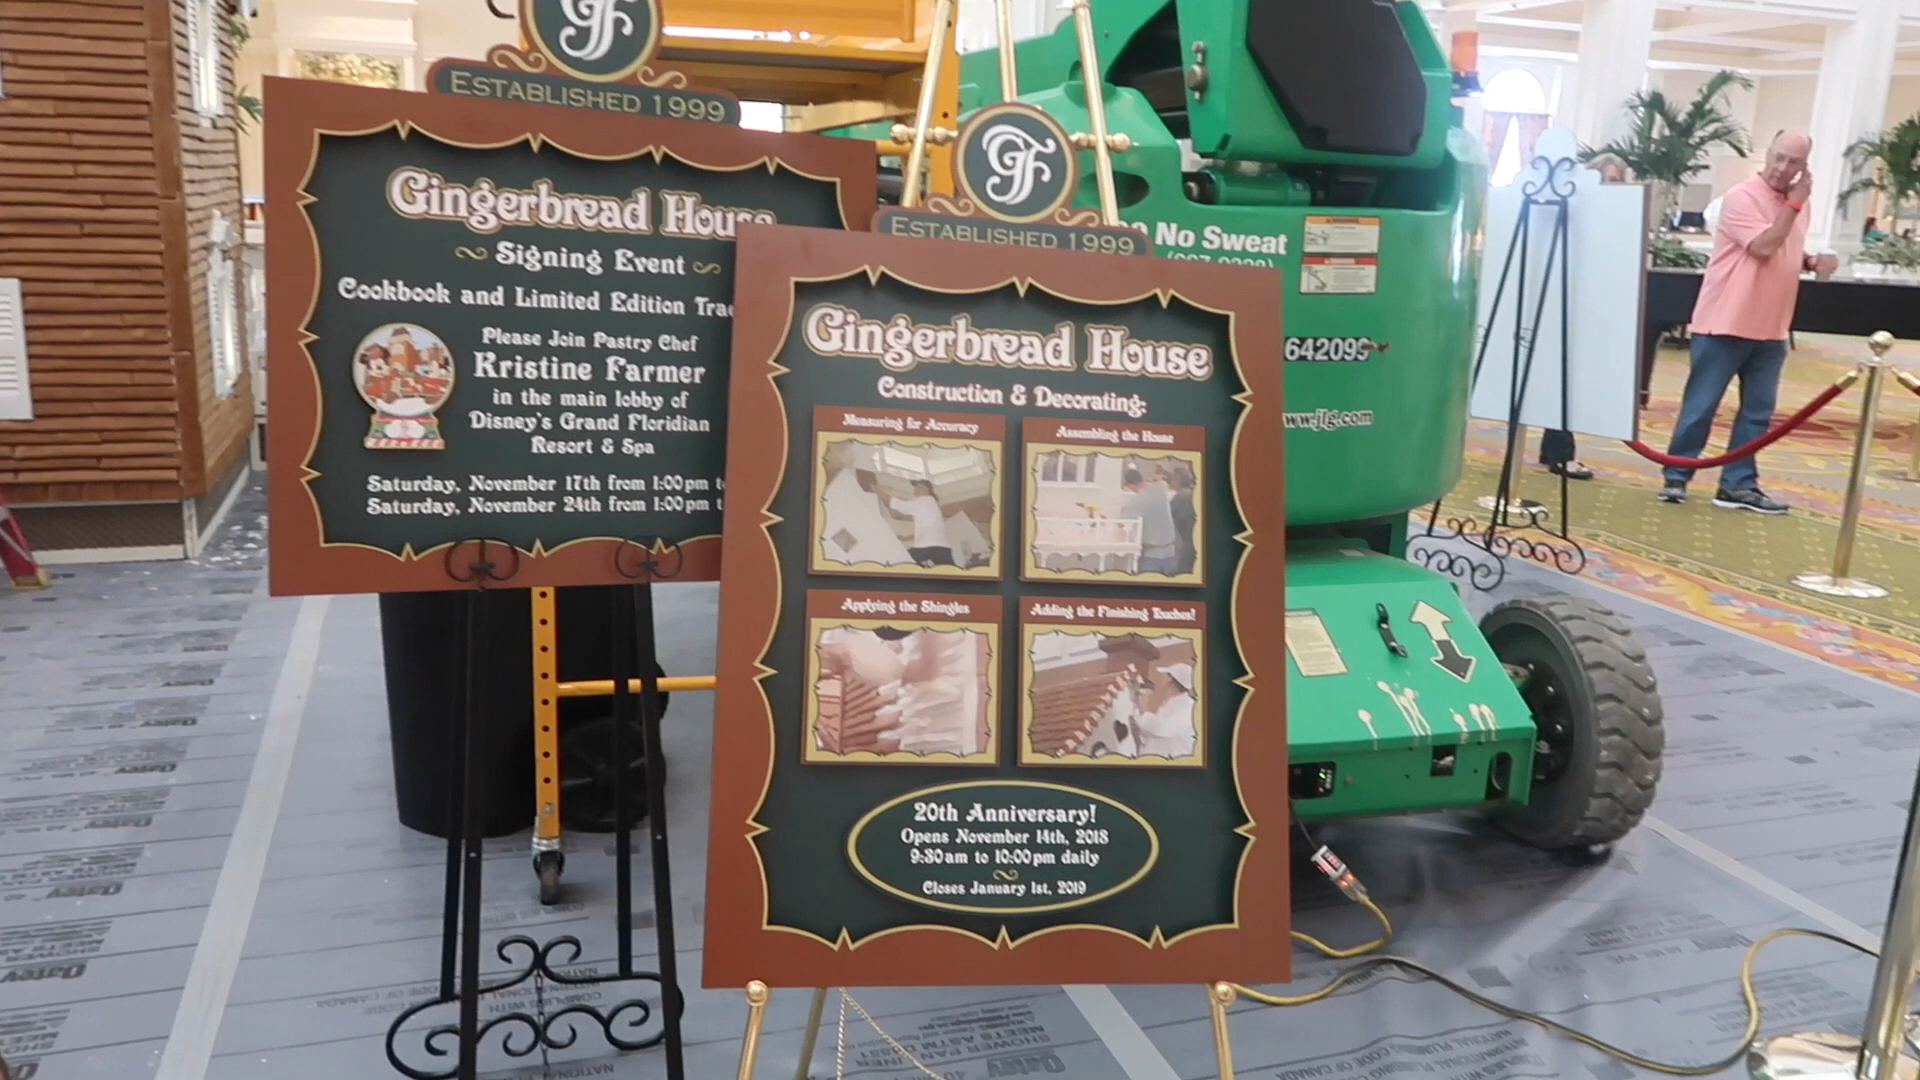 GF
ESTABLISHED 1999
Gingerbread House
Signing Event
Cookbook and Limited Edition
Please Join Pastry Chef
Kristine Farmer
in the main lobby of
Disney's Grand Floridian
Resort & Spa
Saturday, November 17th from 1:00pm
Saturday, November 24th from 1:00pm
GF
ESTABLISHED 1999
Gingerbread House
Construction & Decorating:
Measuring for Accuracy
Assembling the House
Applying the Shingles
Adding the Finishing Touches!
20th Anniversary!
Opens November 14th, 2018
9:30am to 10:00pm daily
Closes January 1st, 2019
No Sweat
642099
www.jlg.com
Oatey